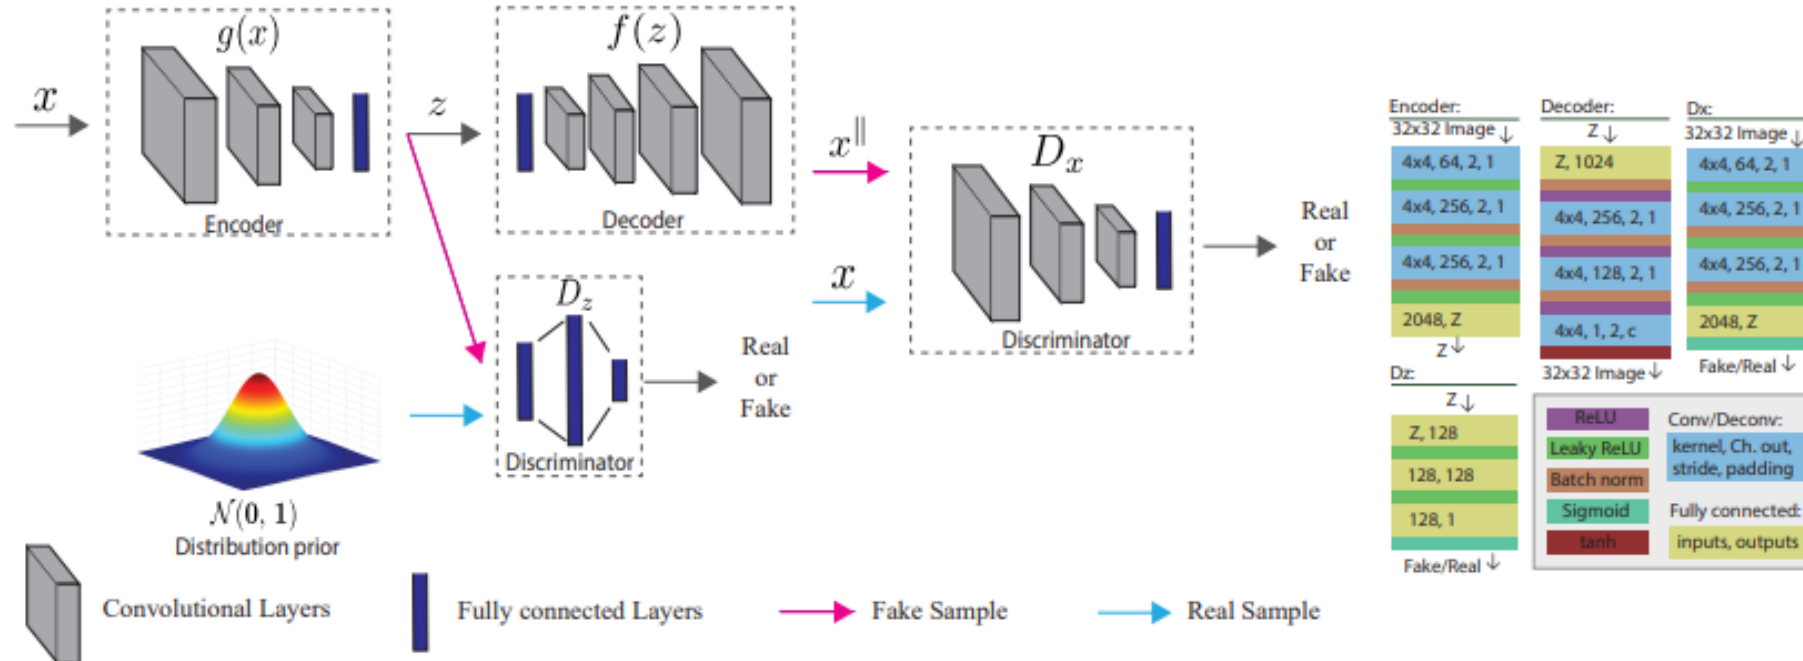 x
g(x)
Encoder
z
f(z)
Decoder
x∥
x
D_x
Discriminator
Real
or
Fake
D_z
Discriminator
Real
or
Fake
N(0, 1)
Distribution prior
Convolutional Layers
Fully connected Layers
Fake Sample
Real Sample
Encoder:
32x32 Image ↓
4x4, 64, 2, 1
4x4, 256, 2, 1
4x4, 256, 2, 1
2048, Z
Z ↓
Decoder:
Z ↓
Z, 1024
4x4, 256, 2, 1
4x4, 128, 2, 1
4x4, 1, 2, c
32x32 Image ↓
Dx:
32x32 Image ↓
4x4, 64, 2, 1
4x4, 256, 2, 1
4x4, 256, 2, 1
2048, Z
Fake/Real ↓
Dz:
Z ↓
Z, 128
128, 128
128, 1
Fake/Real ↓
ReLU
Leaky ReLU
Batch norm
Sigmoid
tanh
Conv/Deconv:
kernel, Ch. out,
stride, padding
Fully connected:
inputs, outputs